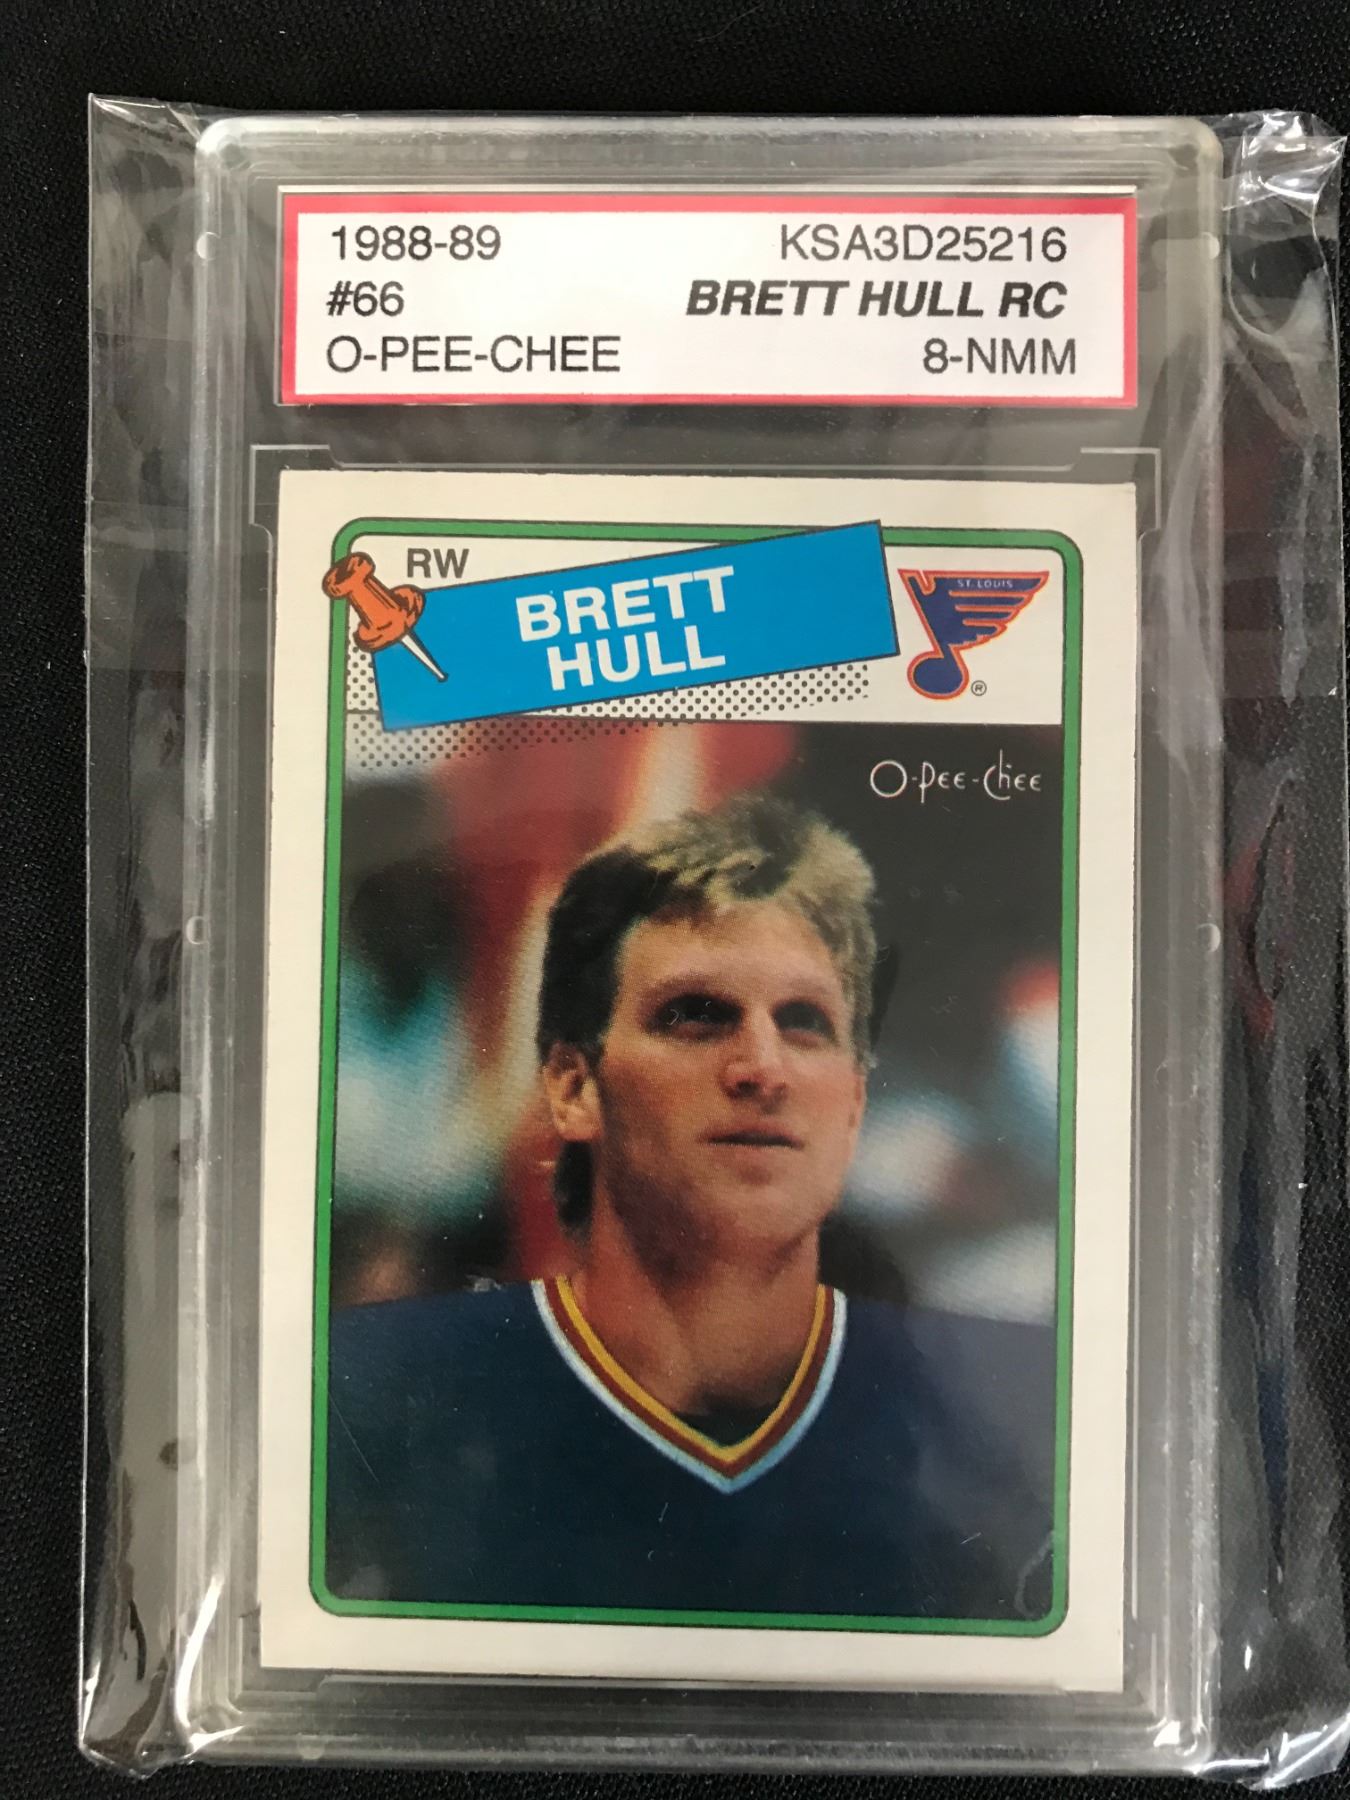 1988-89 KSA3D25216
#66 BRETT HULL RC
O-PEE-CHEE 8-NMM
RW
BRETT
HULL
ST. LOUIS
®
O-Pee-Chee